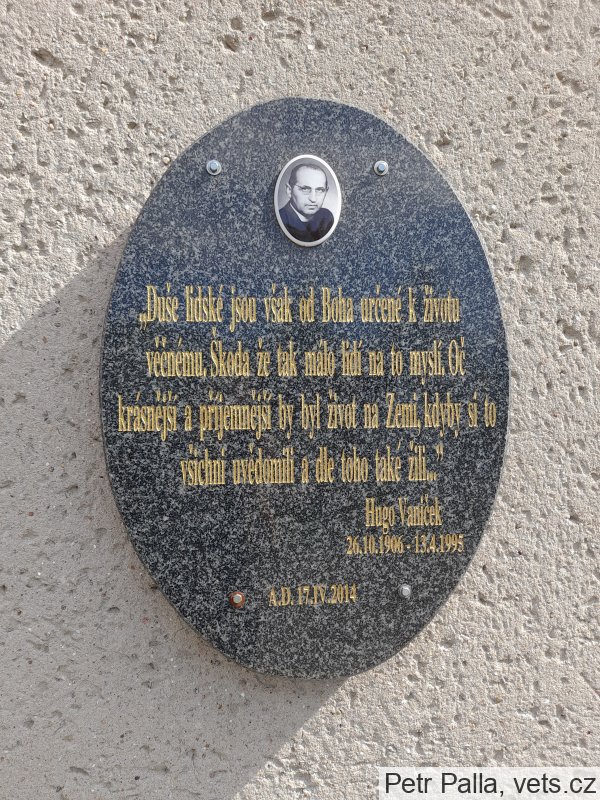 „Duše lidské jsou však od Boha určené k životu
věčnému. Škoda že tak málo lidí na to myslí. Oč
krásnější a příjemnější by byl život na Zemi, kdyby si to
všichni uvědomili a dle toho také žili..."
Hugo Vaníček
26.10.1906 - 13.4.1995
A.D. 17.IV.2014
Petr Palla, vets.cz